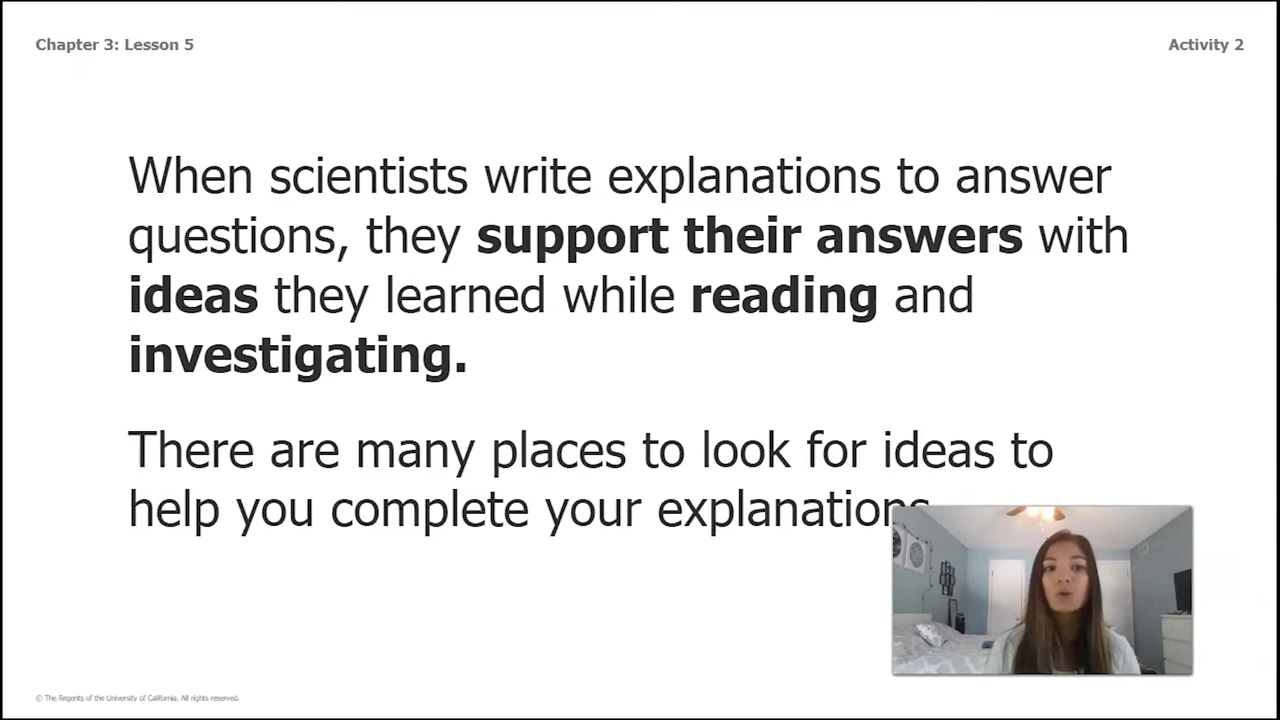 Chapter 3: Lesson 5
Activity 2
When scientists write explanations to answer
questions, they support their answers with
ideas they learned while reading and
investigating.
There are many places to look for ideas to
help you complete your explanations
© The Regents of the University of California. All rights reserved.